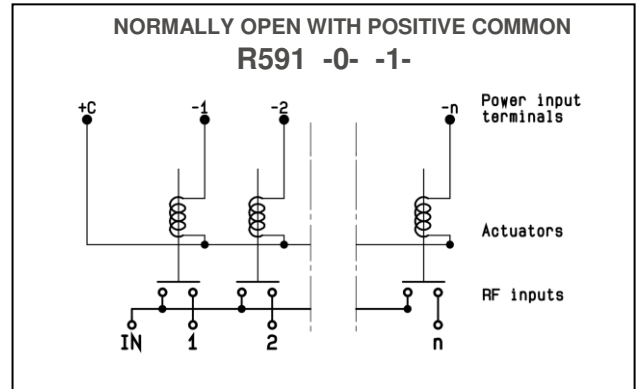 NORMALLY OPEN WITH POSITIVE COMMON
R591 -0- -1-
+C -1 -2 -n Power input
terminals
Actuators
RF inputs
IN 1 2 n